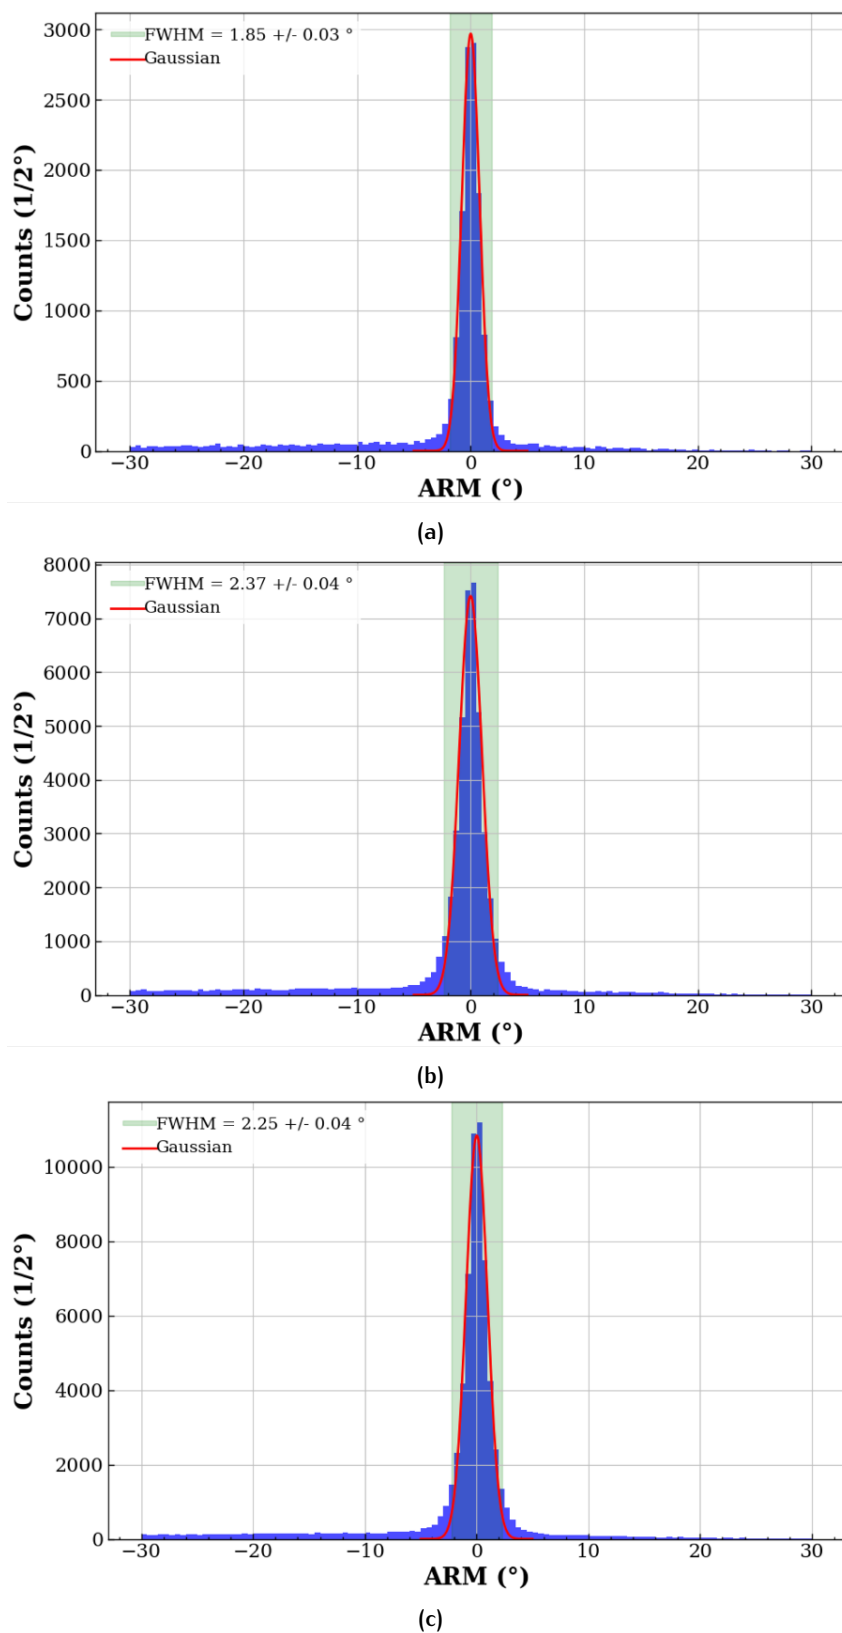 FWHM = 1.85 +/- 0.03 °
Gaussian
3000
2500
2000
1500
1000
500
0
Counts (1/2°)
−30 −20 −10 0 10 20 30
ARM (°)
(a)
FWHM = 2.37 +/- 0.04 °
Gaussian
8000
7000
6000
5000
4000
3000
2000
1000
0
Counts (1/2°)
−30 −20 −10 0 10 20 30
ARM (°)
(b)
FWHM = 2.25 +/- 0.04 °
Gaussian
10000
8000
6000
4000
2000
0
Counts (1/2°)
−30 −20 −10 0 10 20 30
ARM (°)
(c)